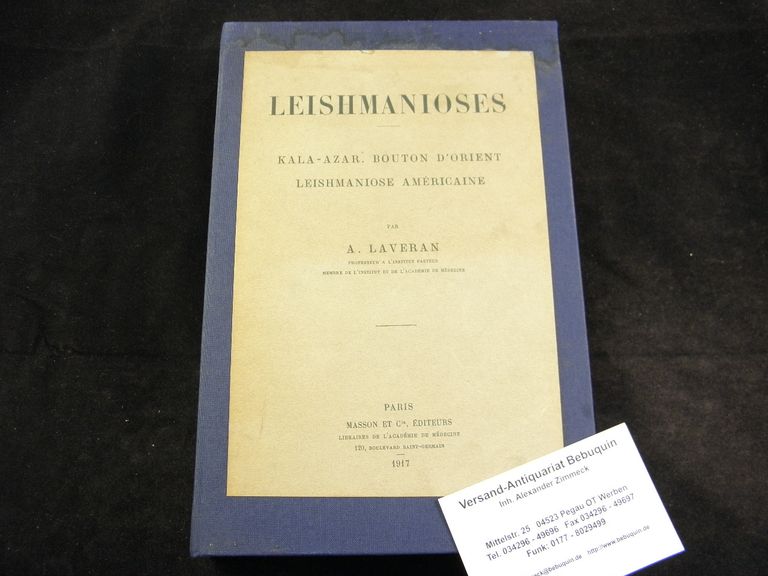 LEISHMANIOSES
KALA-AZAR. BOUTON D'ORIENT
LEISHMANIOSE AMÉRICAINE
PAR
A. LAVERAN
PROFESSEUR A L'INSTITUT PASTEUR
MEMBRE DE L'INSTITUT ET DE L'ACADÉMIE DE MÉDECINE
PARIS
MASSON ET Cie, ÉDITEURS
LIBRAIRES DE L'ACADÉMIE DE MÉDECINE
120, BOULEVARD SAINT-GERMAIN
1917
Versand-Antiquariat Bebuquin
Inh. Alexander Zimmeck
Mittelstr. 25 04523 Pegau OT Werben
Tel. 034296 - 49696 Fax 034296 - 49697
Funk: 0177 - 8029499
ck@bebuquin.de http://www.bebuquin.de